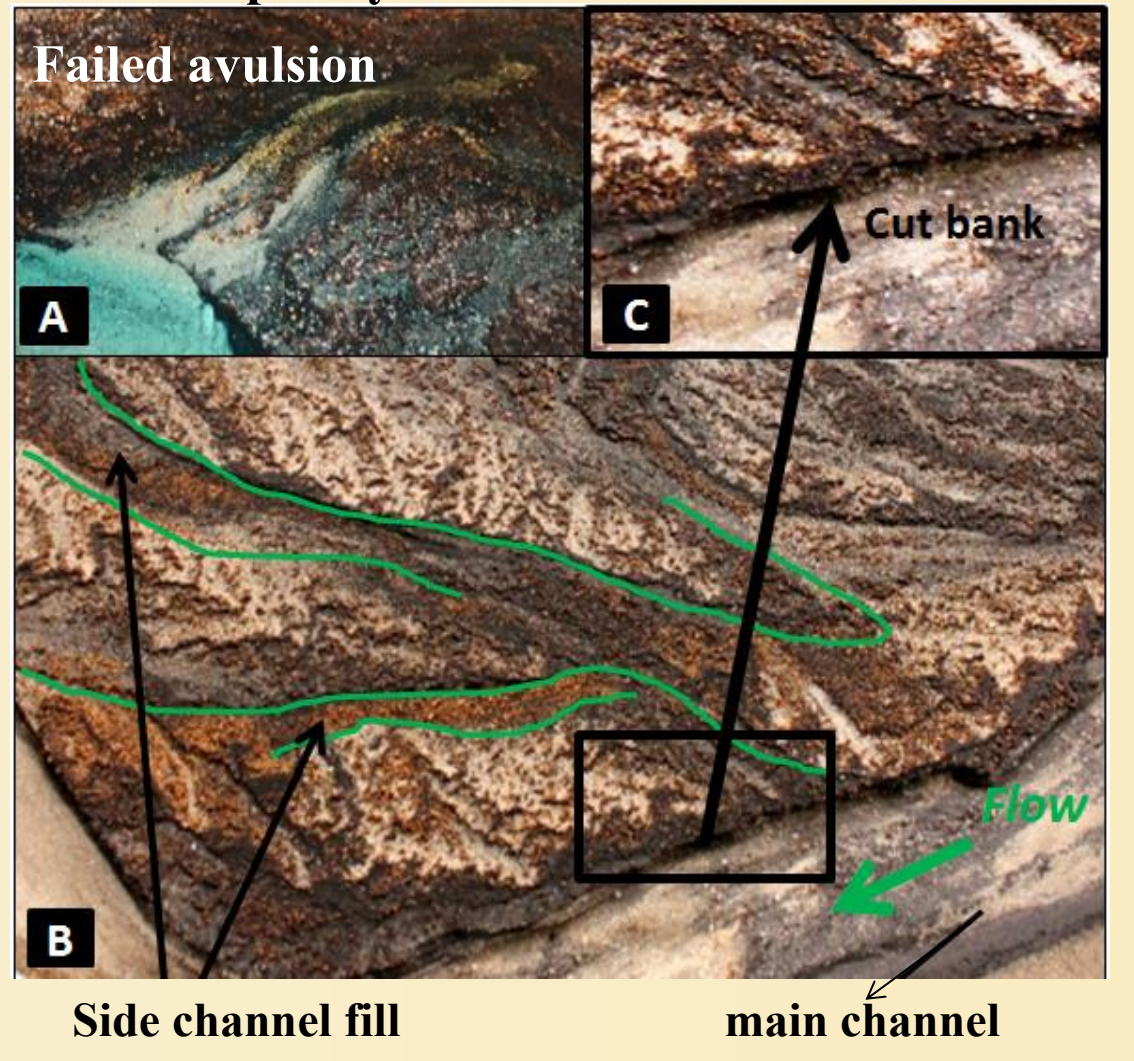 Failed avulsion
A
Cut bank
C
Flow
B
Side channel fill
main channel